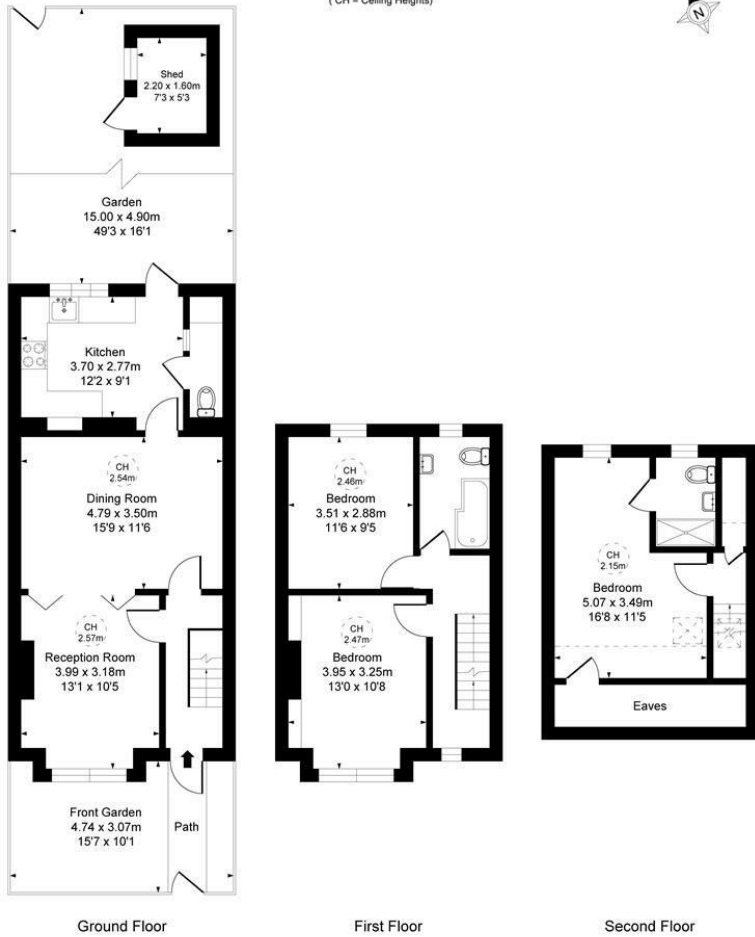 ( CH = Ceiling Heights)
N
Shed
2.20 x 1.60m
7'3 x 5'3
Garden
15.00 x 4.90m
49'3 x 16'1
Kitchen
3.70 x 2.77m
12'2 x 9'1
CH
2.54m
Dining Room
4.79 x 3.50m
15'9 x 11'6
CH
2.57m
Reception Room
3.99 x 3.18m
13'1 x 10'5
Front Garden
4.74 x 3.07m
15'7 x 10'1
Path
Ground Floor
CH
2.46m
Bedroom
3.51 x 2.88m
11'6 x 9'5
CH
2.47m
Bedroom
3.95 x 3.25m
13'0 x 10'8
First Floor
CH
2.15m
Bedroom
5.07 x 3.49m
16'8 x 11'5
Eaves
Second Floor